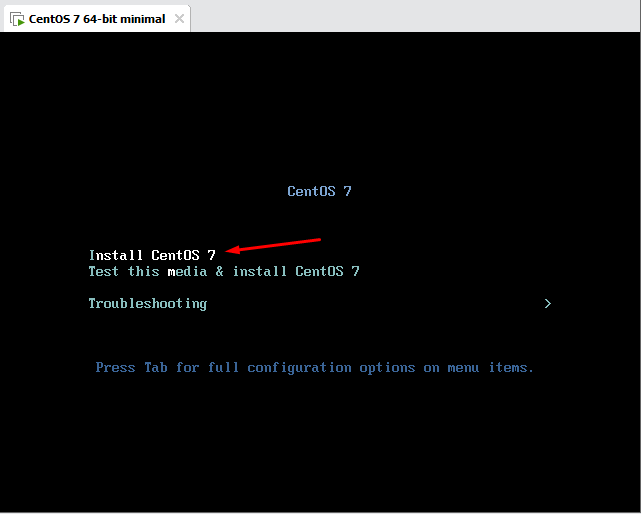 CentOS 7 64-bit minimal
CentOS 7
Install CentOS 7
Test this media & install CentOS 7
Troubleshooting >
Press Tab for full configuration options on menu items.